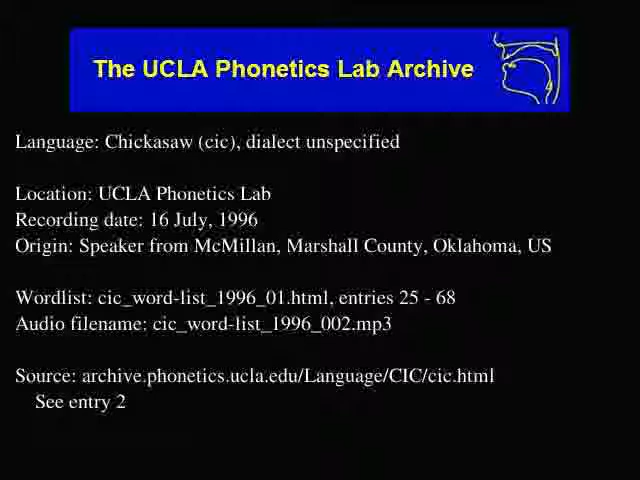 The UCLA Phonetics Lab Archive
Language: Chickasaw (cic), dialect unspecified
Location: UCLA Phonetics Lab
Recording date: 16 July, 1996
Origin: Speaker from McMillan, Marshall County, Oklahoma, US
Wordlist: cic_word-list_1996_01.html, entries 25 - 68
Audio filename: cic_word-list_1996_002.mp3
Source: archive.phonetics.ucla.edu/Language/CIC/cic.html
See entry 2